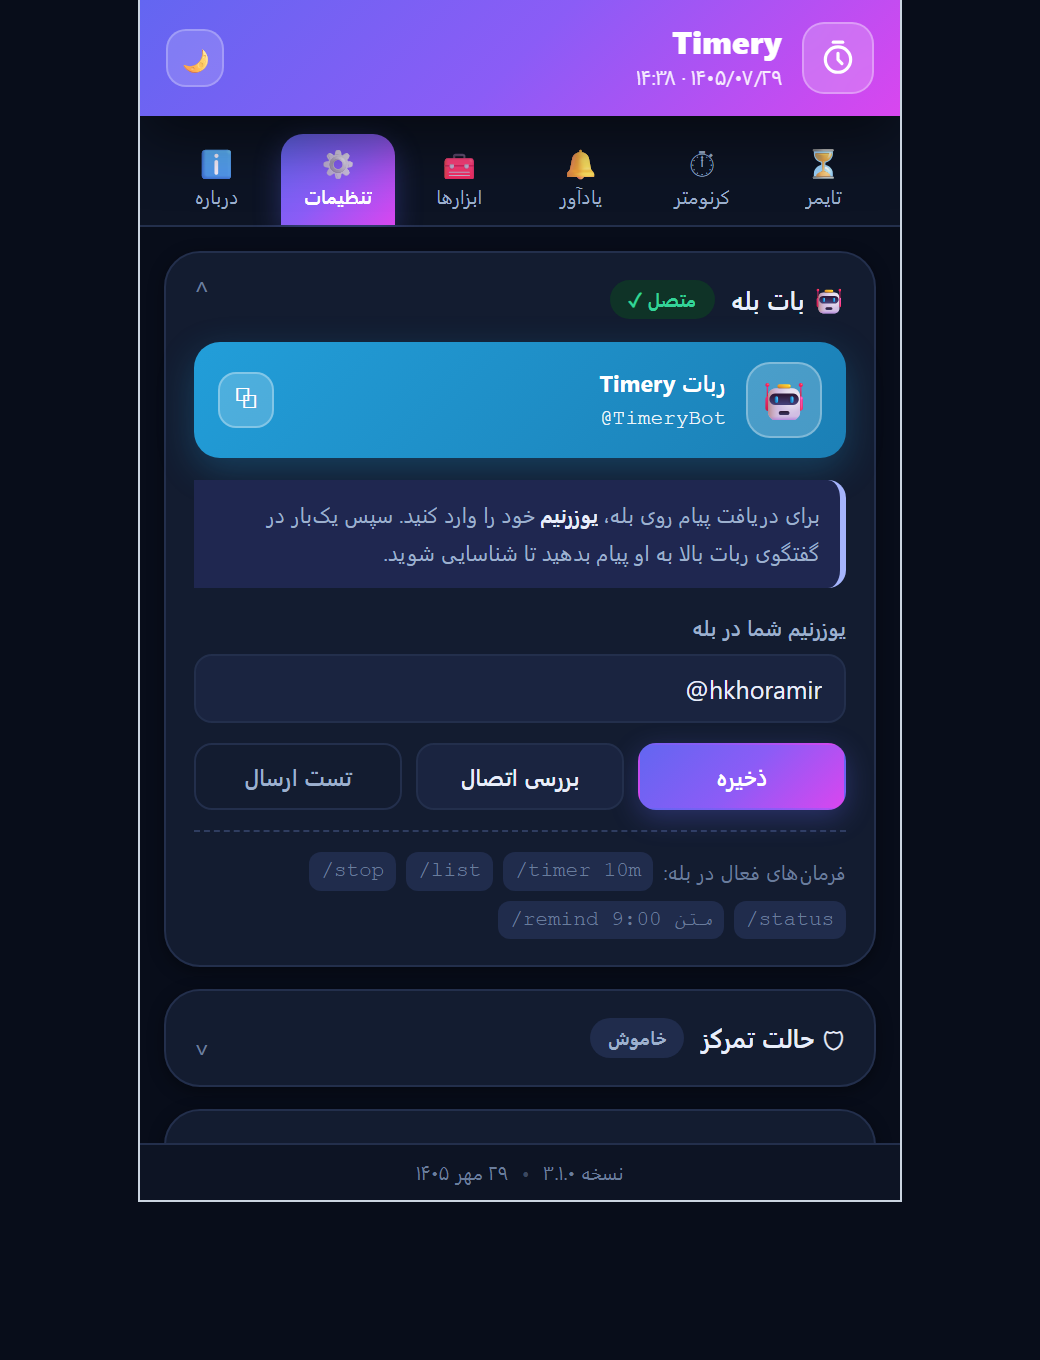 Timery
۱۴:۳۸ · ۱۴۰۵/۰۷/۲۹
تایمر
کرنومتر
یادآور
ابزارها
تنظیمات
درباره
بات بله
متصل ✓
ربات Timery
@TimeryBot
برای دریافت پیام روی بله، یوزرنیم خود را وارد کنید. سپس یک‌بار در
گفتگوی ربات بالا به او پیام بدهید تا شناسایی شوید.
یوزرنیم شما در بله
@hkhoramir
ذخیره
بررسی اتصال
تست ارسال
فرمان‌های فعال در بله: /timer 10m /list /stop
/status /remind 9:00 متن
حالت تمرکز
خاموش
نسخه ۳.۱.۰ • ۲۹ مهر ۱۴۰۵